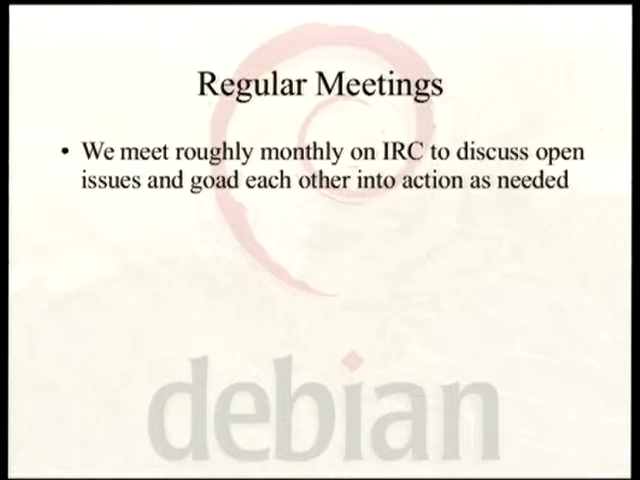 Regular Meetings
• We meet roughly monthly on IRC to discuss open
issues and goad each other into action as needed
debian